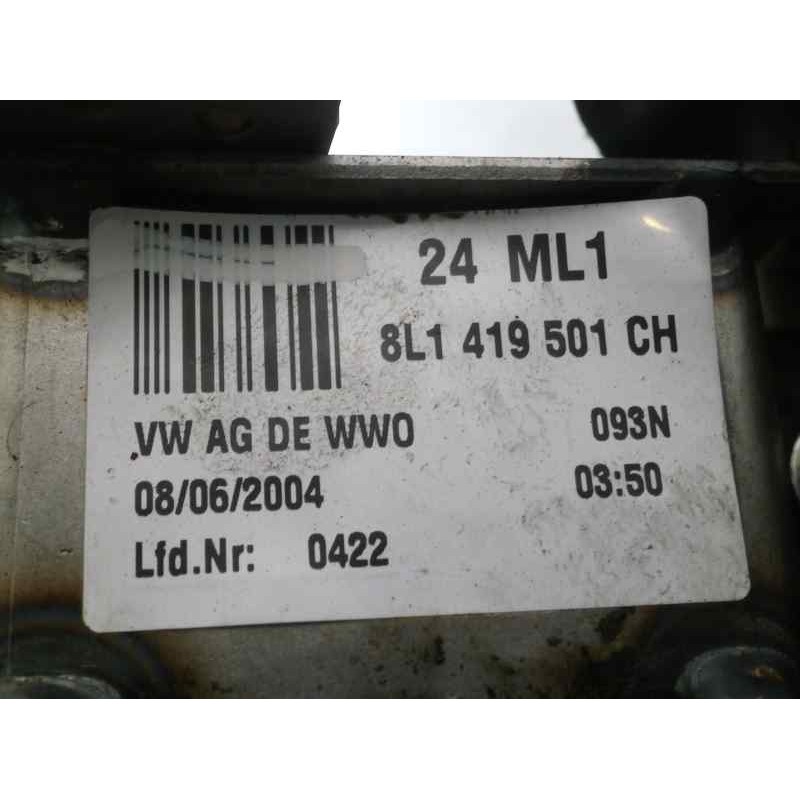 24 ML1
8L1 419 501 CH
VW AG DE WWO 093N
08/06/2004 03:50
Lfd.Nr: 0422